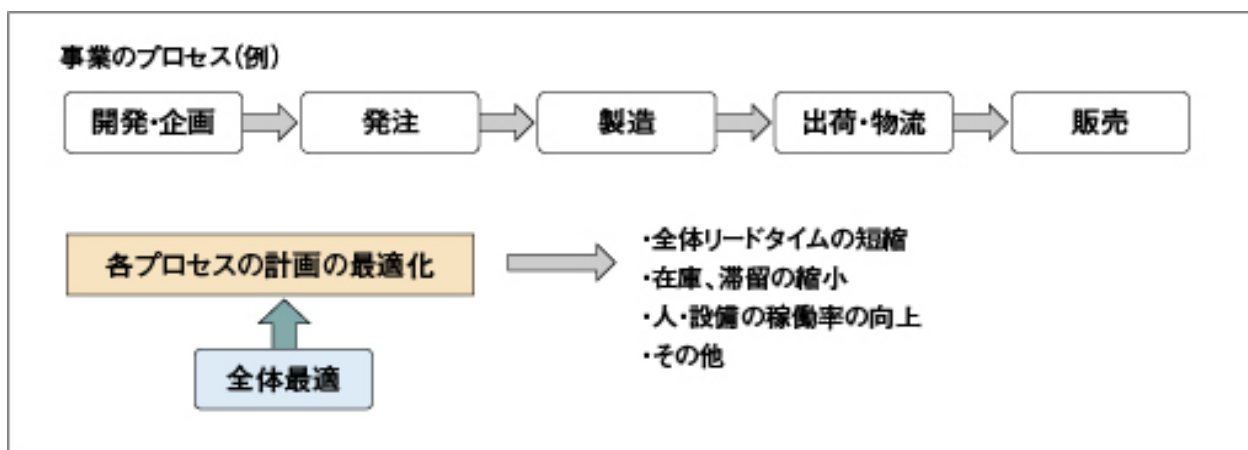 事業のプロセス(例)
開発・企画
発注
製造
出荷・物流
販売
各プロセスの計画の最適化
・全体リードタイムの短縮
・在庫、滞留の縮小
・人・設備の稼働率の向上
・その他
全体最適